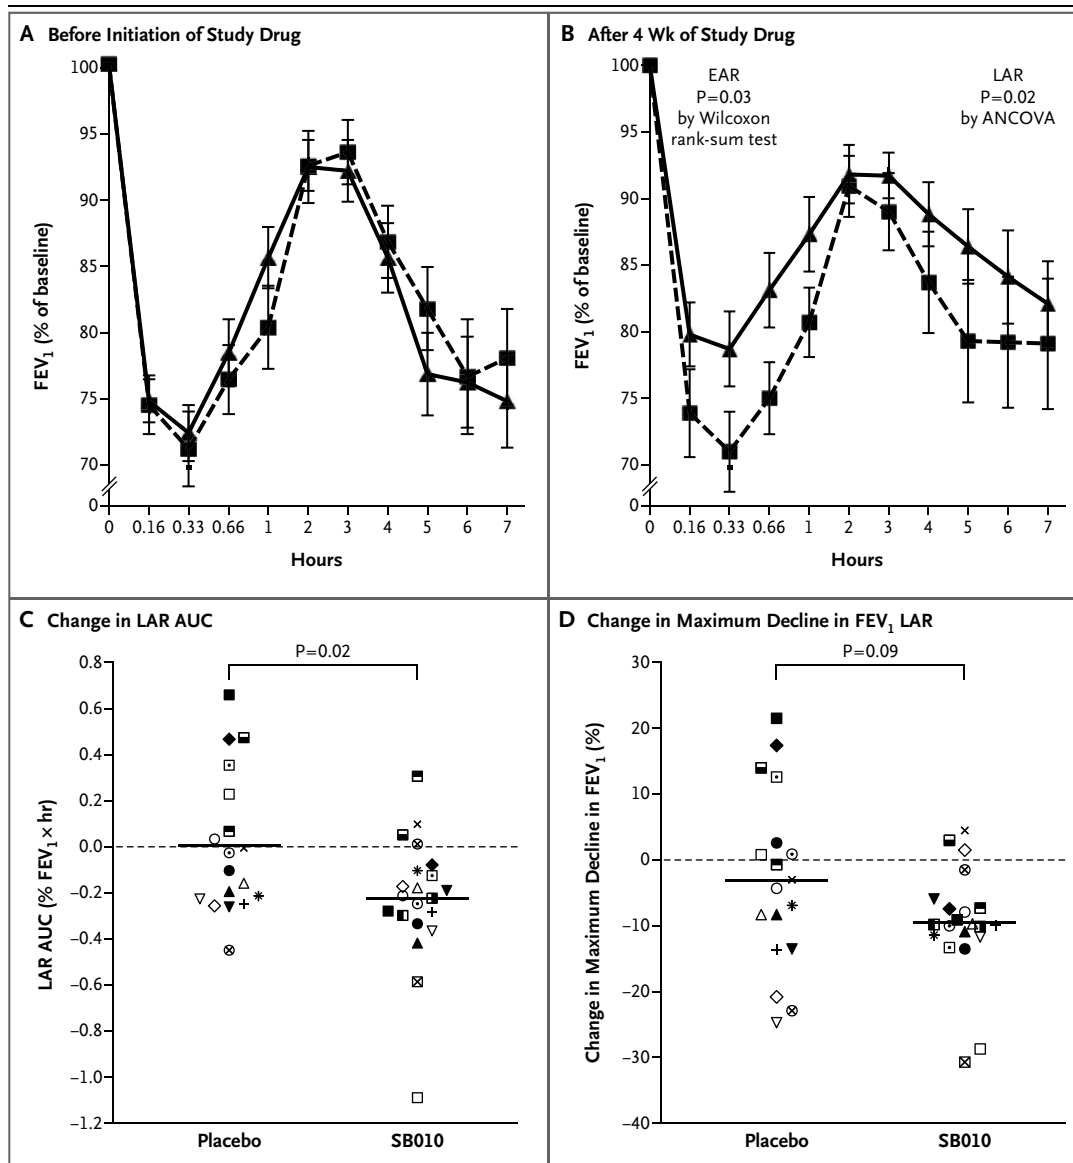 A Before Initiation of Study Drug
FEV1 (% of baseline)
100
95
90
85
80
75
70
0
0 0.16 0.33 0.66 1 2 3 4 5 6 7
Hours
B After 4 Wk of Study Drug
EAR
P=0.03
by Wilcoxon
rank-sum test
LAR
P=0.02
by ANCOVA
FEV1 (% of baseline)
100
95
90
85
80
75
70
0
0 0.16 0.33 0.66 1 2 3 4 5 6 7
Hours
C Change in LAR AUC
P=0.02
LAR AUC (% FEV1 × hr)
0.8
0.6
0.4
0.2
0.0
−0.2
−0.4
−0.6
−0.8
−1.0
−1.2
Placebo SB010
D Change in Maximum Decline in FEV1 LAR
P=0.09
Change in Maximum Decline in FEV1 (%)
30
20
10
0
−10
−20
−30
−40
Placebo SB010